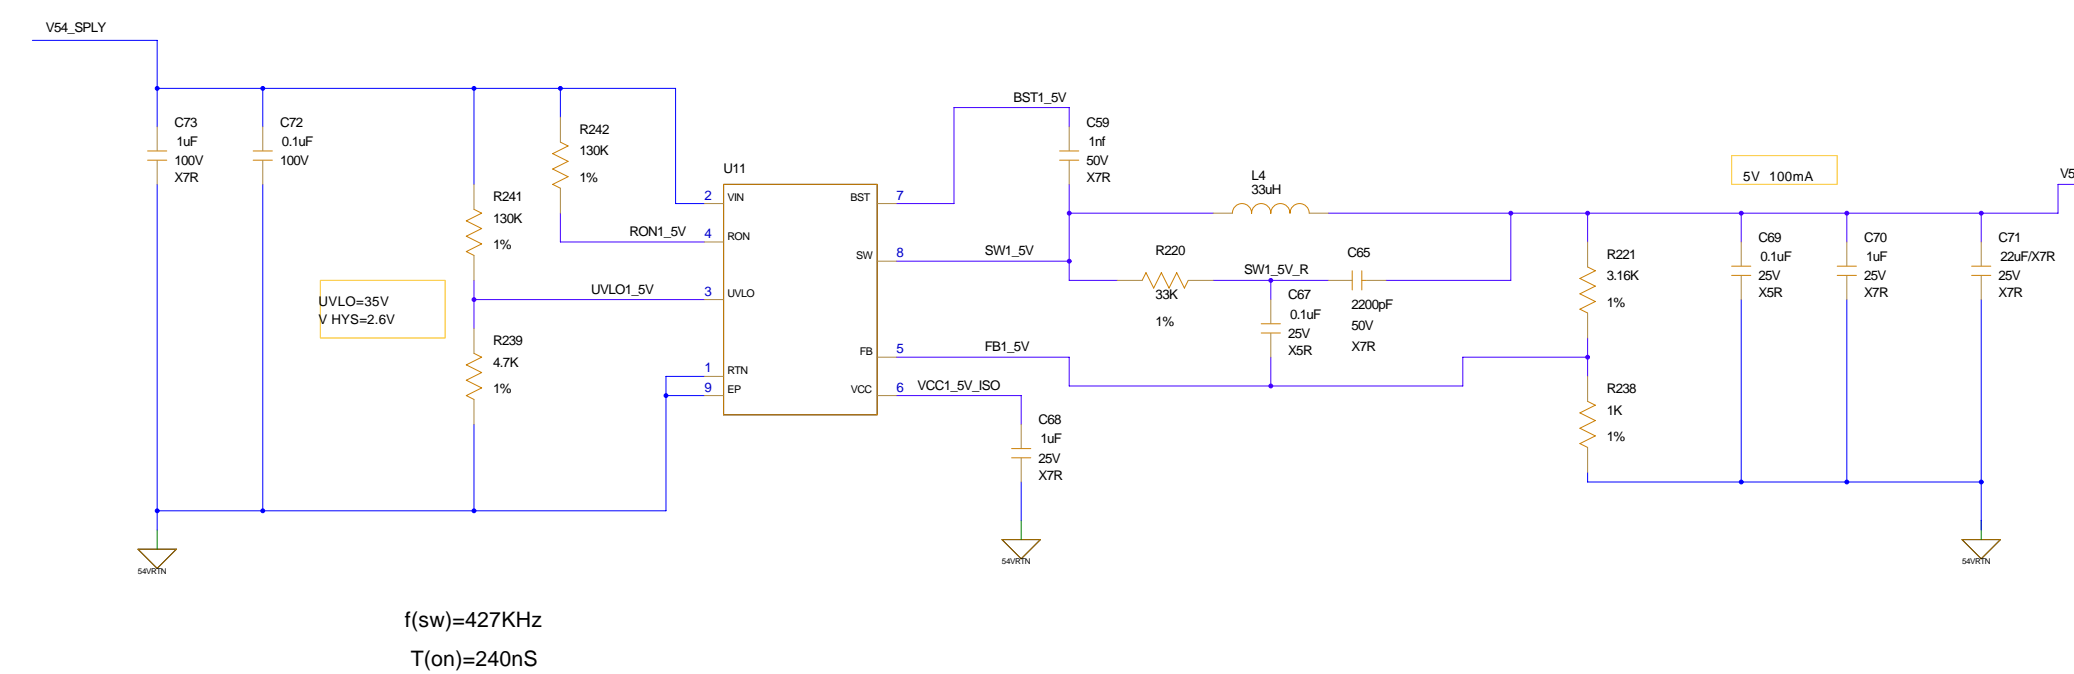 V54_SPLY
C73
1uF
100V
X7R
C72
0.1uF
100V
R242
130K
1%
R241
130K
1%
UVLO=35V
V HYS=2.6V
R239
4.7K
1%
RON1_5V
UVLO1_5V
U11
2
VIN
4
RON
3
UVLO
1
RTN
9
EP
BST
7
SW
8
FB
5
VCC
6
BST1_5V
C59
1nf
50V
X7R
SW1_5V
L4
33uH
R220
33K
1%
SW1_5V_R
C65
2200pF
50V
X7R
C67
0.1uF
25V
X5R
FB1_5V
VCC1_5V_ISO
C68
1uF
25V
X7R
54VRTN
54VRTN
R221
3.16K
1%
R238
1K
1%
5V 100mA
C69
0.1uF
25V
X5R
C70
1uF
25V
X7R
C71
22uF/X7R
25V
X7R
54VRTN
f(sw)=427KHz
T(on)=240nS